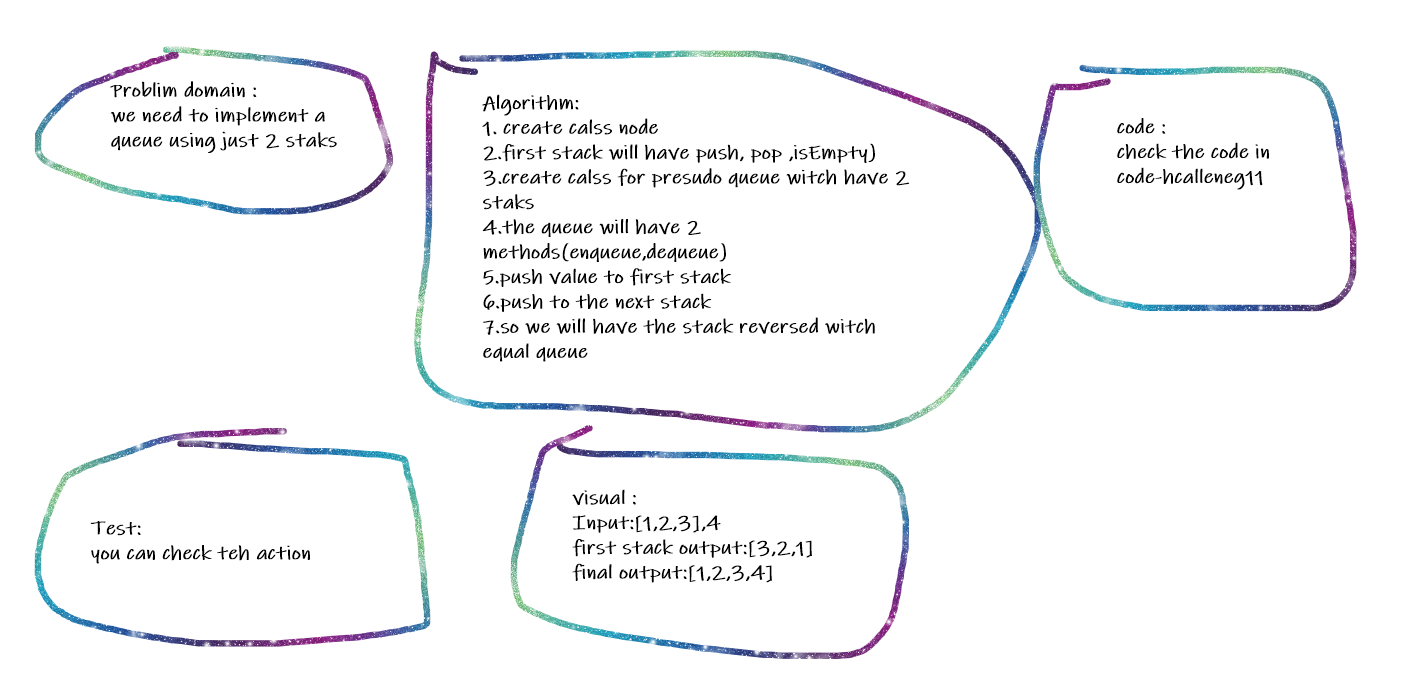 Problim domain :
we need to implement a
queue using just 2 staks
Algorithm:
1. create calss node
2.first stack will have push, pop ,isEmpty)
3.create calss for presudo queue witch have 2
staks
4.the queue will have 2
methods(enqueue,dequeue)
5.push value to first stack
6.push to the next stack
7.so we will have the stack reversed witch
equal queue
code :
check the code in
code-hcalleneg11
Test:
you can check teh action
visual :
Input:[1,2,3],4
first stack output:[3,2,1]
final output:[1,2,3,4]